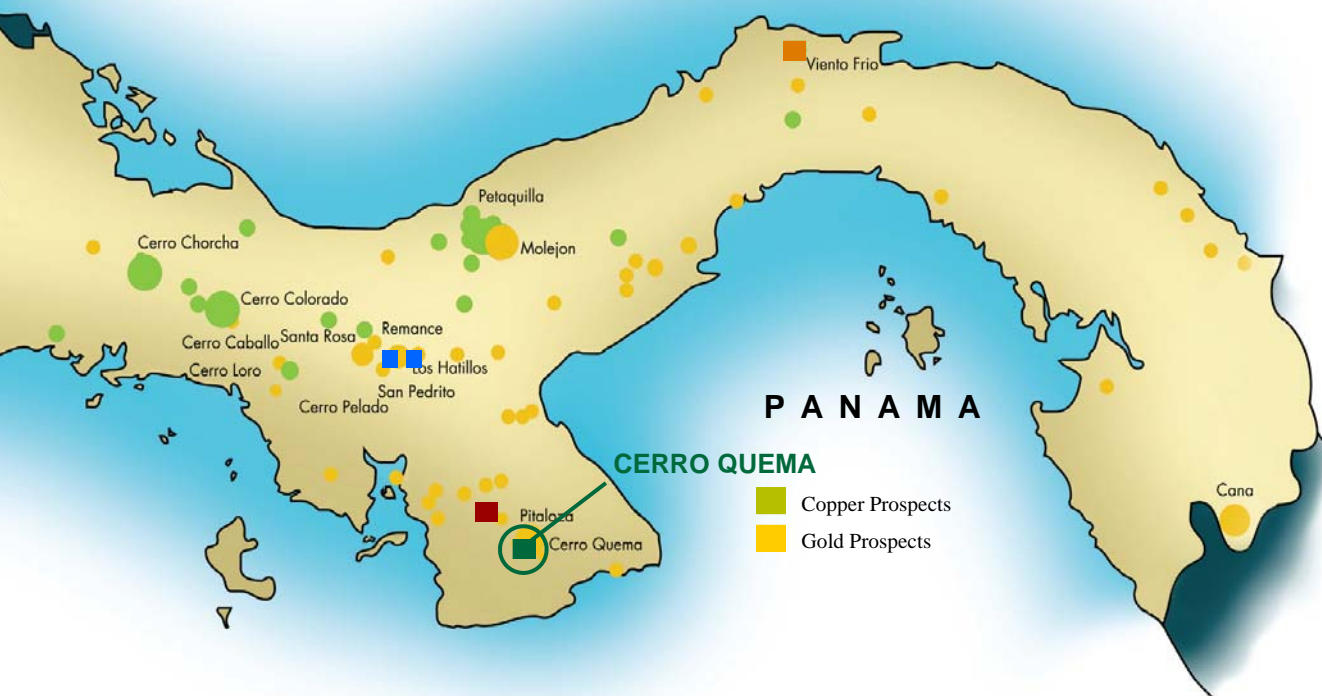 Viento Frio
Petaquilla
Cerro Chorcha
Molejon
Cerro Colorado
Remance
Santa Rosa
Cerro Caballo
Los Hatillos
Cerro Loro
San Pedrito
Cerro Pelado
PANAMA
CERRO QUEMA
Cana
Copper Prospects
Pitaloza
Gold Prospects
Cerro Quema